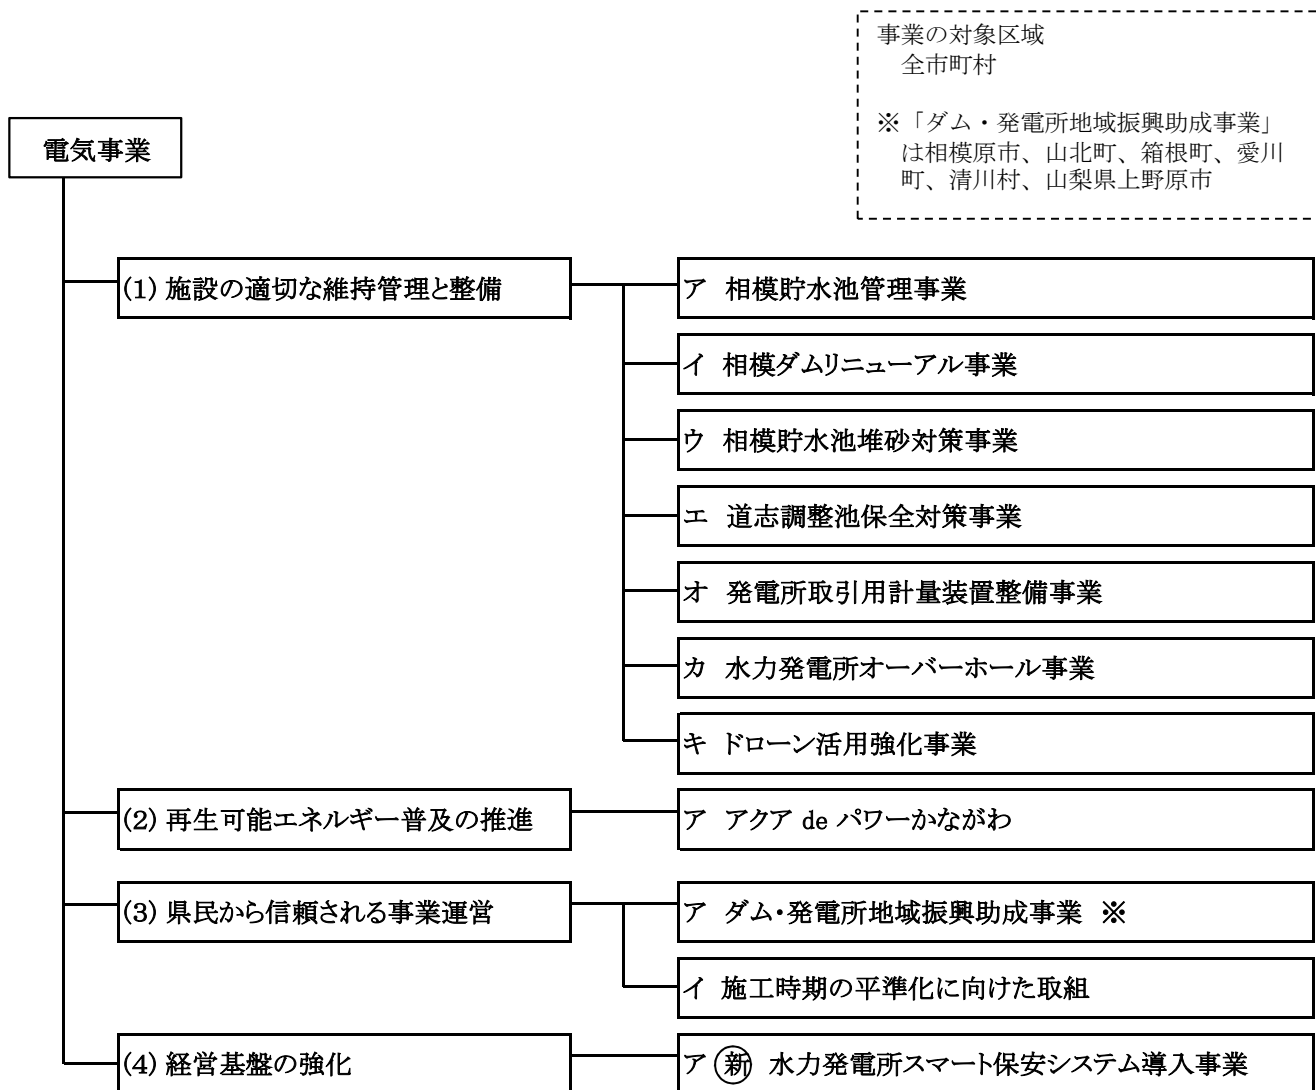 事業の対象区域
全市町村
※「ダム・発電所地域振興助成事業」
は相模原市、山北町、箱根町、愛川
町、清川村、山梨県上野原市
電気事業
(1) 施設の適切な維持管理と整備
ア 相模貯水池管理事業
イ 相模ダムリニューアル事業
ウ 相模貯水池堆砂対策事業
エ 道志調整池保全対策事業
オ 発電所取引用計量装置整備事業
カ 水力発電所オーバーホール事業
キ ドローン活用強化事業
(2) 再生可能エネルギー普及の推進
ア アクア de パワーかながわ
(3) 県民から信頼される事業運営
ア ダム・発電所地域振興助成事業 ※
イ 施工時期の平準化に向けた取組
(4) 経営基盤の強化
ア ㊟新 水力発電所スマート保安システム導入事業